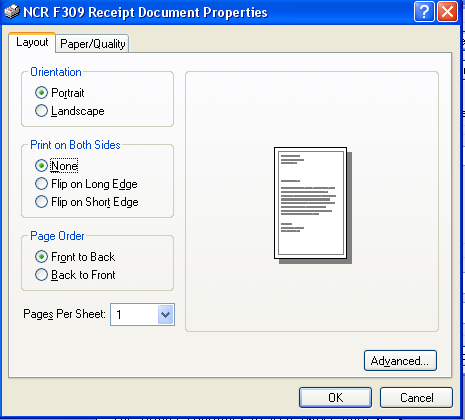 NCR F309 Receipt Document Properties
Layout
Paper/Quality
Orientation
Portrait
Landscape
Print on Both Sides
None
Flip on Long Edge
Flip on Short Edge
Page Order
Front to Back
Back to Front
Pages Per Sheet:
1
Advanced...
OK
Cancel